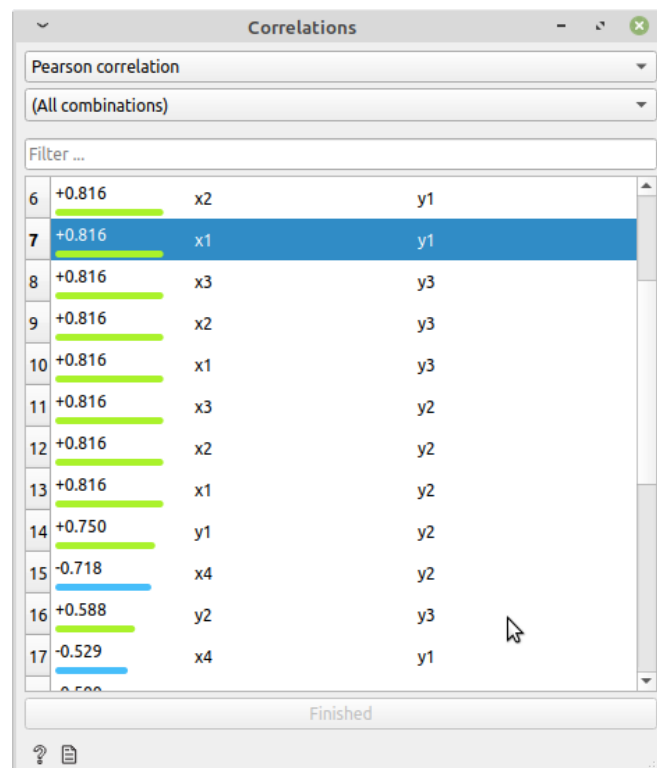 Correlations
Pearson correlation
(All combinations)
Filter ...
6 +0.816 x2 y1
7 +0.816 x1 y1
8 +0.816 x3 y3
9 +0.816 x2 y3
10 +0.816 x1 y3
11 +0.816 x3 y2
12 +0.816 x2 y2
13 +0.816 x1 y2
14 +0.750 y1 y2
15 -0.718 x4 y2
16 +0.588 y2 y3
17 -0.529 x4 y1
Finished